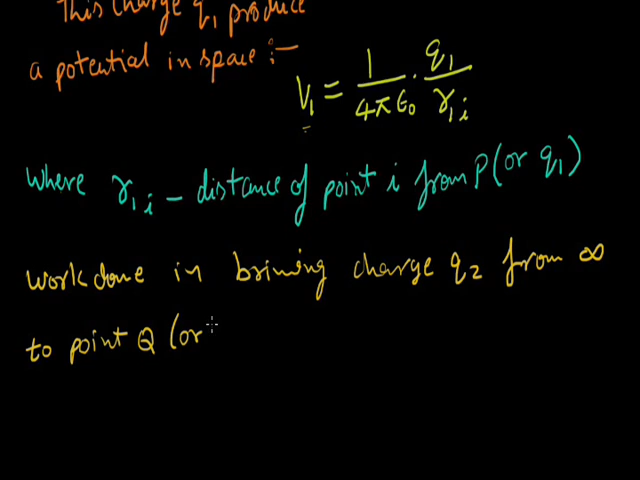 This charge q₁ produce
a potential in space :-
V₁ = 1/4πϵ₀ · q₁/r₁ᵢ
where r₁ᵢ - distance of point i from P (or q₁)
work done in brining charge q₂ from ∞
to point Q (or